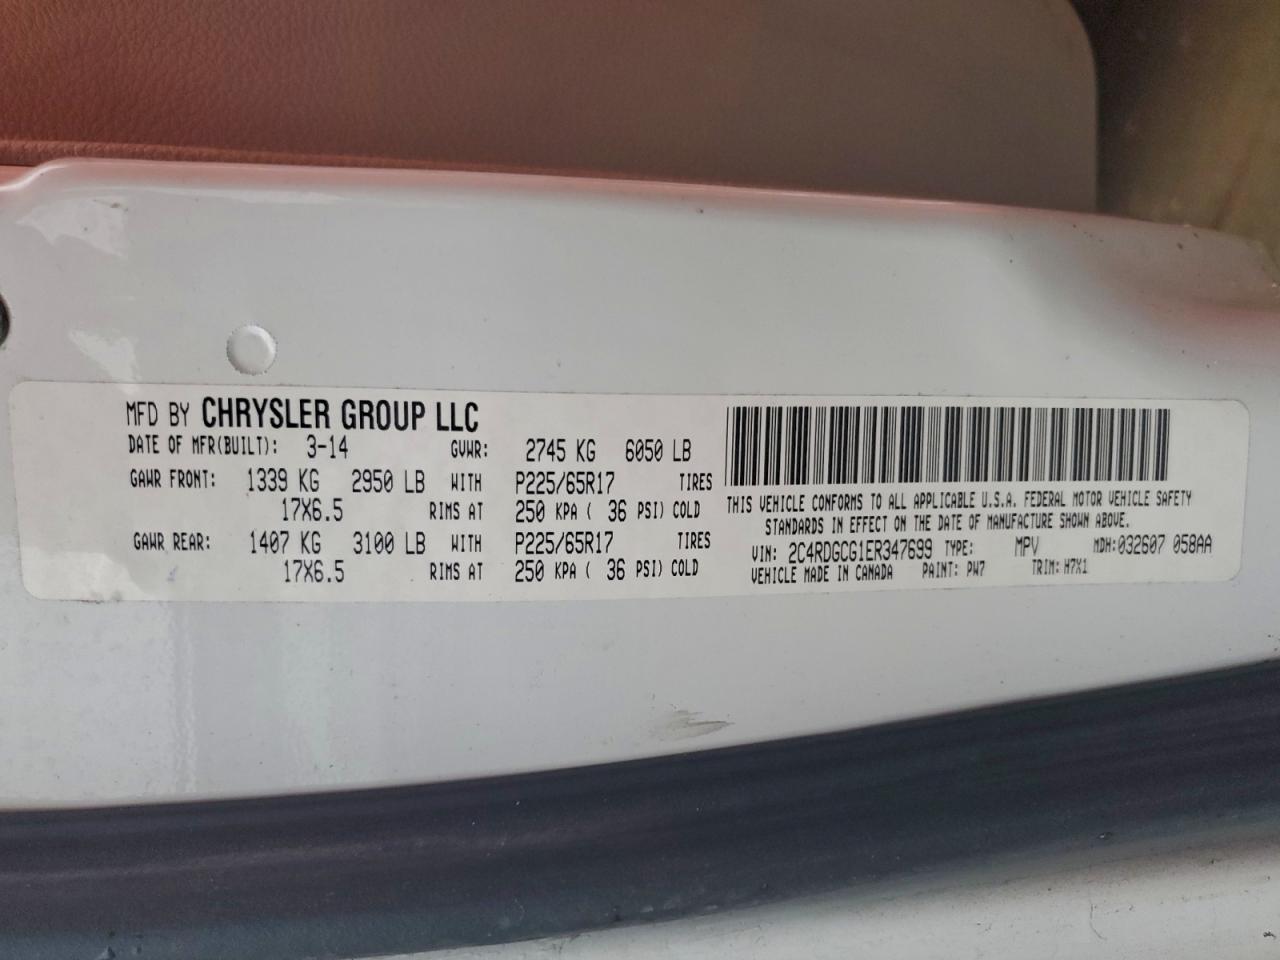 MFD BY CHRYSLER GROUP LLC
DATE OF MFR(BUILT): 3-14 GVWR: 2745 KG 6050 LB
GAWR FRONT: 1339 KG 2950 LB WITH P225/65R17 TIRES
17X6.5 RIMS AT 250 KPA ( 36 PSI) COLD
GAWR REAR: 1407 KG 3100 LB WITH P225/65R17 TIRES
17X6.5 RIMS AT 250 KPA ( 36 PSI) COLD
THIS VEHICLE CONFORMS TO ALL APPLICABLE U.S.A. FEDERAL MOTOR VEHICLE SAFETY
STANDARDS IN EFFECT ON THE DATE OF MANUFACTURE SHOWN ABOVE.
VIN: 2C4RDGCG1ER347699 TYPE: MPV MDH:032607 058AA
VEHICLE MADE IN CANADA PAINT: PW7 TRIM: H7X1